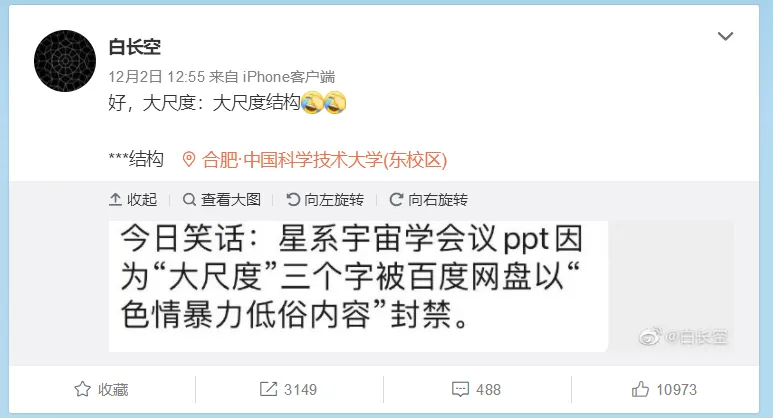 白长空
12月2日 12:55 来自 iPhone客户端
好，大尺度：大尺度结构🤣🤣
***结构 合肥·中国科学技术大学(东校区)
收起 查看大图 向左旋转 向右旋转
今日笑话：星系宇宙学会议ppt因
为“大尺度”三个字被百度网盘以“
色情暴力低俗内容”封禁。
@白长空
收藏 3149 488 10973